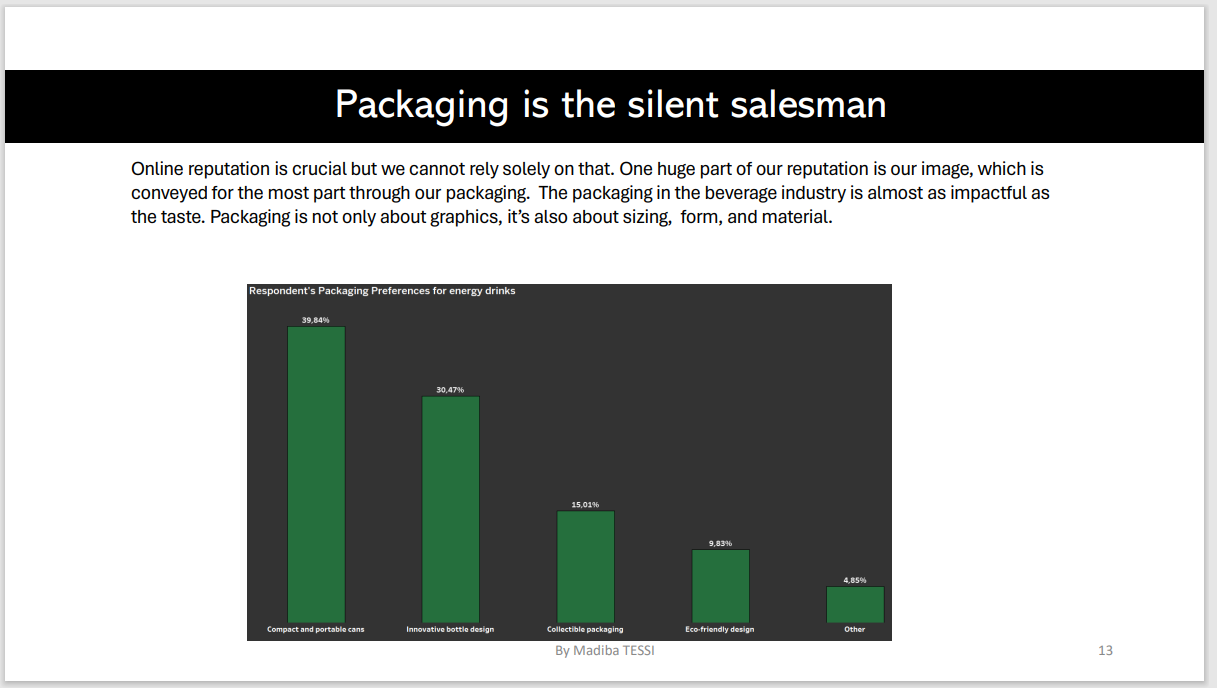 Packaging is the silent salesman
Online reputation is crucial but we cannot rely solely on that. One huge part of our reputation is our image, which is
conveyed for the most part through our packaging.  The packaging in the beverage industry is almost as impactful as
the taste. Packaging is not only about graphics, it’s also about sizing,  form, and material.
Respondent's Packaging Preferences for energy drinks
39,84%
30,47%
15,01%
9,83%
4,85%
Compact and portable cans
Innovative bottle design
Collectible packaging
Eco-friendly design
Other
By Madiba TESSI
13